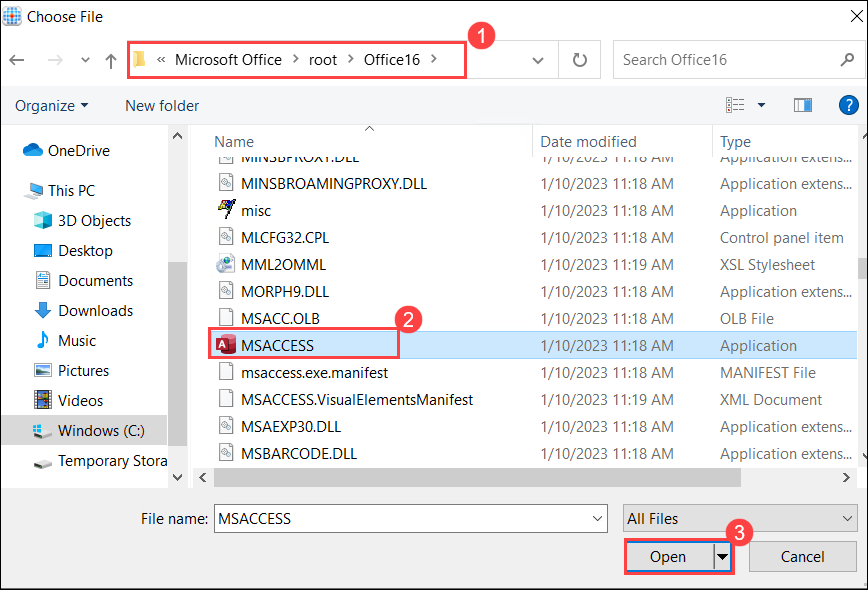 Choose File
1
« Microsoft Office > root > Office16 >
Search Office16
Organize
New folder
?
Name Date modified Type
MINSBPROXY.DLL 1/10/2023 11:18 AM Application extens...
MINSBROAMINGPROXY.DLL 1/10/2023 11:18 AM Application extens...
misc 1/10/2023 11:18 AM Application
MLCFG32.CPL 1/10/2023 11:18 AM Control panel item
MML2OMML 1/10/2023 11:19 AM XSL Stylesheet
MORPH9.DLL 1/10/2023 11:18 AM Application extens...
MSACC.OLB 1/10/2023 11:18 AM OLB File
2
MSACCESS 1/10/2023 11:18 AM Application
msaccess.exe.manifest 1/10/2023 11:18 AM MANIFEST File
MSACCESS.VisualElementsManifest 1/10/2023 11:19 AM XML Document
MSAEXP30.DLL 1/10/2023 11:18 AM Application extens...
MSBARCODE.DLL 1/10/2023 11:18 AM Application extens...
OneDrive
This PC
3D Objects
Desktop
Documents
Downloads
Music
Pictures
Videos
Windows (C:)
Temporary Stora
File name: MSACCESS
All Files
3
Open
Cancel